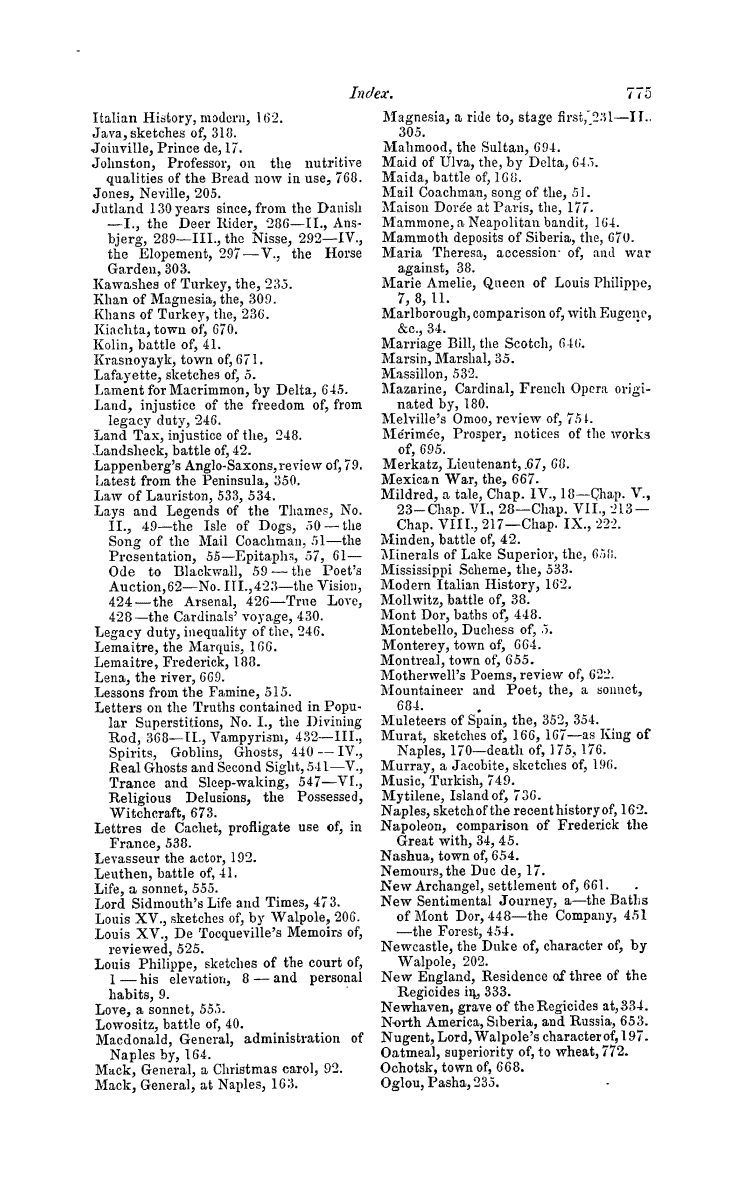 Index. 775
Italian History, modern, 162.
Java, sketches of, 318.
Joinville, Prince de, 17.
Johnston, Professor, on the nutritive
qualities of the Bread now in use, 768.
Jones, Neville, 205.
Jutland 130 years since, from the Danish
—I., the Deer Rider, 286—II., Ans-
bjerg, 289—III., the Nisse, 292—IV.,
the Elopement, 297—V., the Horse
Garden, 303.
Kawashes of Turkey, the, 235.
Khan of Magnesia, the, 309.
Khans of Turkey, the, 236.
Kiachta, town of, 670.
Kolin, battle of, 41.
Krasnoyayk, town of, 671.
Lafayette, sketches of, 5.
Lament for Macrimmon, by Delta, 645.
Land, injustice of the freedom of, from
legacy duty, 246.
Land Tax, injustice of the, 248.
Landsheck, battle of, 42.
Lappenberg's Anglo-Saxons, review of, 79.
Latest from the Peninsula, 350.
Law of Lauriston, 533, 534.
Lays and Legends of the Thames, No.
II., 49—the Isle of Dogs, 50—the
Song of the Mail Coachman, 51—the
Presentation, 55—Epitaphs, 57, 61—
Ode to Blackwall, 59—the Poet's
Auction, 62—No. III., 423—the Vision,
424—the Arsenal, 426—True Love,
428—the Cardinals' voyage, 430.
Legacy duty, inequality of the, 246.
Lemaitre, the Marquis, 166.
Lemaitre, Frederick, 188.
Lena, the river, 669.
Lessons from the Famine, 515.
Letters on the Truths contained in Popu-
lar Superstitions, No. I., the Divining
Rod, 368—II., Vampyrism, 432—III.,
Spirits, Goblins, Ghosts, 440—IV.,
Real Ghosts and Second Sight, 541—V.,
Trance and Sleep-waking, 547—VI.,
Religious Delusions, the Possessed,
Witchcraft, 673.
Lettres de Cachet, profligate use of, in
France, 538.
Levasseur the actor, 192.
Leuthen, battle of, 41.
Life, a sonnet, 555.
Lord Sidmouth's Life and Times, 473.
Louis XV., sketches of, by Walpole, 206.
Louis XV., De Tocqueville's Memoirs of,
reviewed, 525.
Louis Philippe, sketches of the court of,
1—his elevation, 8—and personal
habits, 9.
Love, a sonnet, 555.
Lowositz, battle of, 40.
Macdonald, General, administration of
Naples by, 164.
Mack, General, a Christmas carol, 92.
Mack, General, at Naples, 163.
Magnesia, a ride to, stage first, 231—II.,
305.
Mahmood, the Sultan, 694.
Maid of Ulva, the, by Delta, 645.
Maida, battle of, 168.
Mail Coachman, song of the, 51.
Maison Dorée at Paris, the, 177.
Mammone, a Neapolitan bandit, 164.
Mammoth deposits of Siberia, the, 670.
Maria Theresa, accession of, and war
against, 38.
Marie Amelie, Queen of Louis Philippe,
7, 8, 11.
Marlborough, comparison of, with Eugene,
&c., 34.
Marriage Bill, the Scotch, 646.
Marsin, Marshal, 35.
Massillon, 532.
Mazarine, Cardinal, French Opera origi-
nated by, 180.
Melville's Omoo, review of, 754.
Mérimée, Prosper, notices of the works
of, 695.
Merkatz, Lieutenant, 67, 68.
Mexican War, the, 667.
Mildred, a tale, Chap. IV., 18—Chap. V.,
23—Chap. VI., 28—Chap. VII., 213—
Chap. VIII., 217—Chap. IX., 222.
Minden, battle of, 42.
Minerals of Lake Superior, the, 658.
Mississippi Scheme, the, 533.
Modern Italian History, 162.
Mollwitz, battle of, 38.
Mont Dor, baths of, 448.
Montebello, Duchess of, 5.
Monterey, town of, 664.
Montreal, town of, 655.
Motherwell's Poems, review of, 622.
Mountaineer and Poet, the, a sonnet,
684.
Muleteers of Spain, the, 352, 354.
Murat, sketches of, 166, 167—as King of
Naples, 170—death of, 175, 176.
Murray, a Jacobite, sketches of, 196.
Music, Turkish, 749.
Mytilene, Island of, 736.
Naples, sketch of the recent history of, 162.
Napoleon, comparison of Frederick the
Great with, 34, 45.
Nashua, town of, 654.
Nemours, the Duc de, 17.
New Archangel, settlement of, 661.
New Sentimental Journey, a—the Baths
of Mont Dor, 448—the Company, 451
—the Forest, 454.
Newcastle, the Duke of, character of, by
Walpole, 202.
New England, Residence of three of the
Regicides in, 333.
Newhaven, grave of the Regicides at, 334.
North America, Siberia, and Russia, 653.
Nugent, Lord, Walpole's character of, 197.
Oatmeal, superiority of, to wheat, 772.
Ochotsk, town of, 668.
Oglou, Pasha, 235.